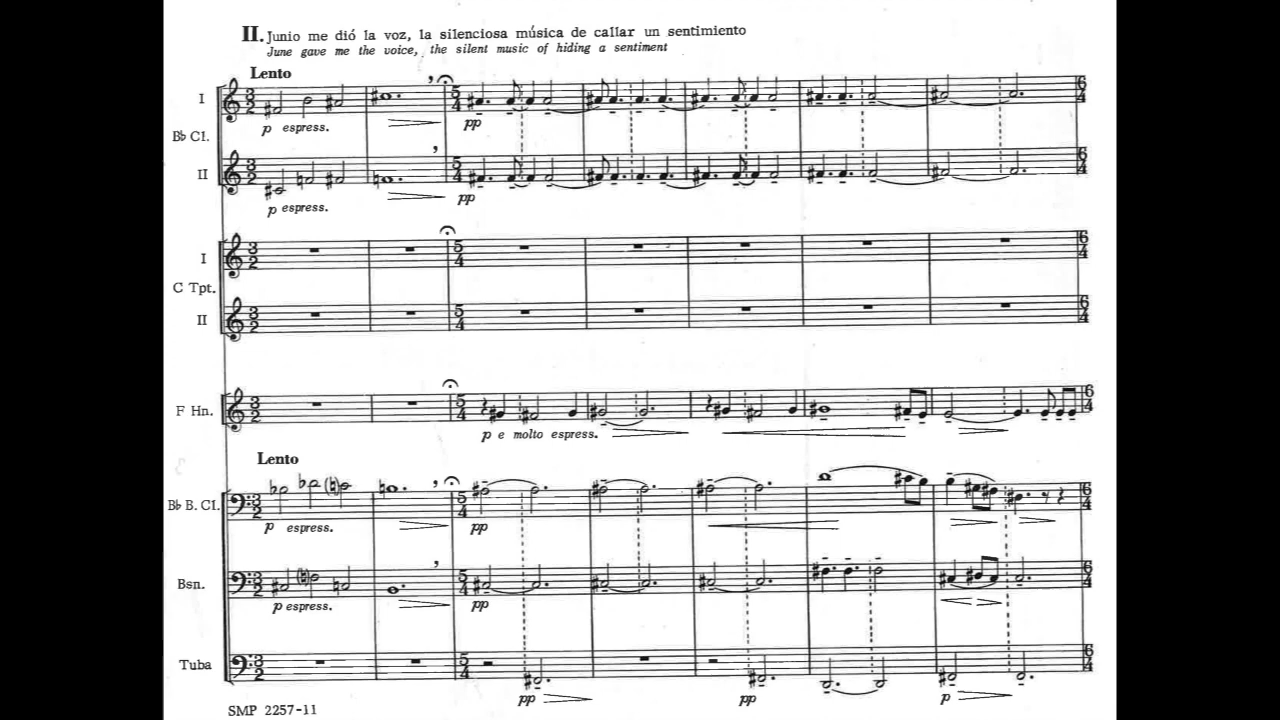 II. Junio me dió la voz, la silenciosa música de callar un sentimiento
June gave me the voice, the silent music of hiding a sentiment
Lento
I
p espress.
pp
B♭ Cl.
II
p espress.
pp
I
C Tpt.
II
F Hn.
p e molto espress.
Lento
B♭ B. Cl.
p espress.
pp
Bsn.
p espress.
pp
Tuba
pp
pp
p
SMP 2257-11